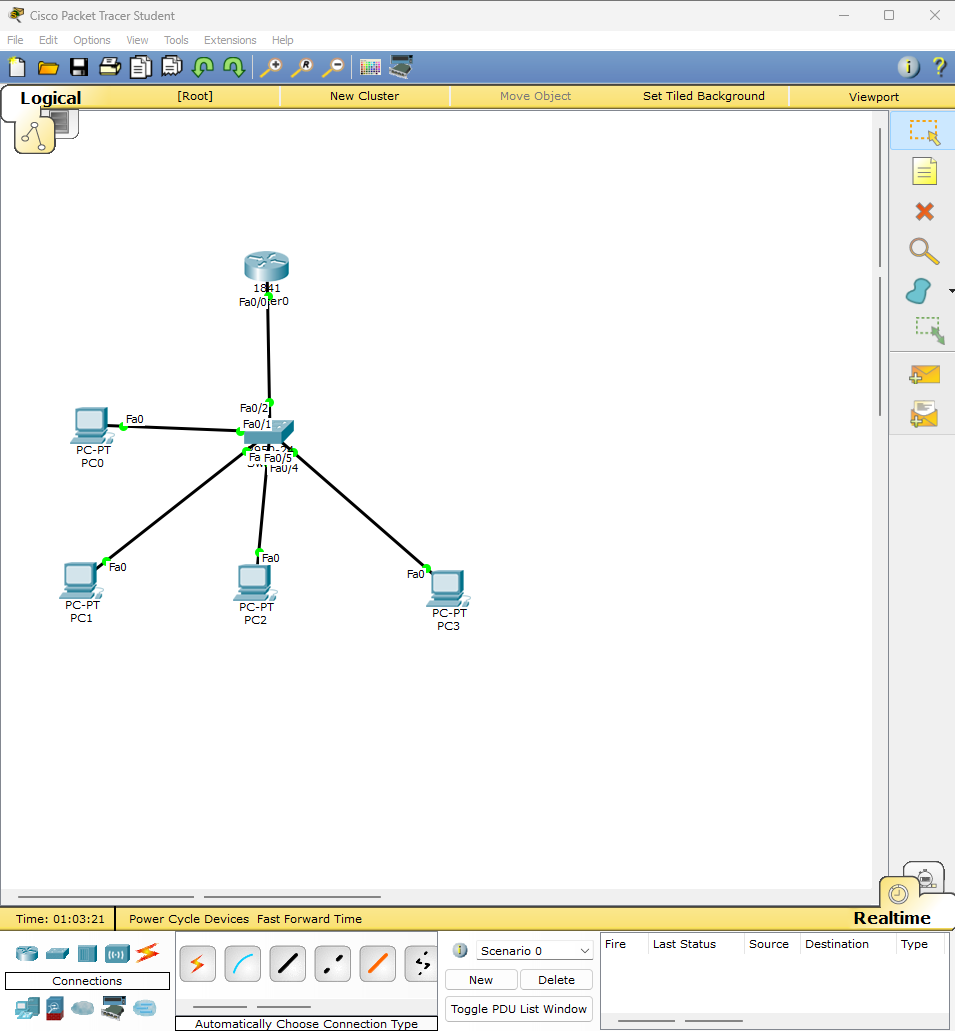 Cisco Packet Tracer Student
File Edit Options View Tools Extensions Help
Logical [Root] New Cluster Move Object Set Tiled Background Viewport
1841
Fa0/0 er0
Fa0/2
Fa0 Fa0/1
PC-PT
PC0
Fa Fa0/5
Fa0/4
Fa0
Fa0
Fa0
PC-PT
PC1
PC-PT
PC2
PC-PT
PC3
Time: 01:03:21 Power Cycle Devices Fast Forward Time Realtime
Connections
Automatically Choose Connection Type
Scenario 0
New Delete
Toggle PDU List Window
Fire Last Status Source Destination Type